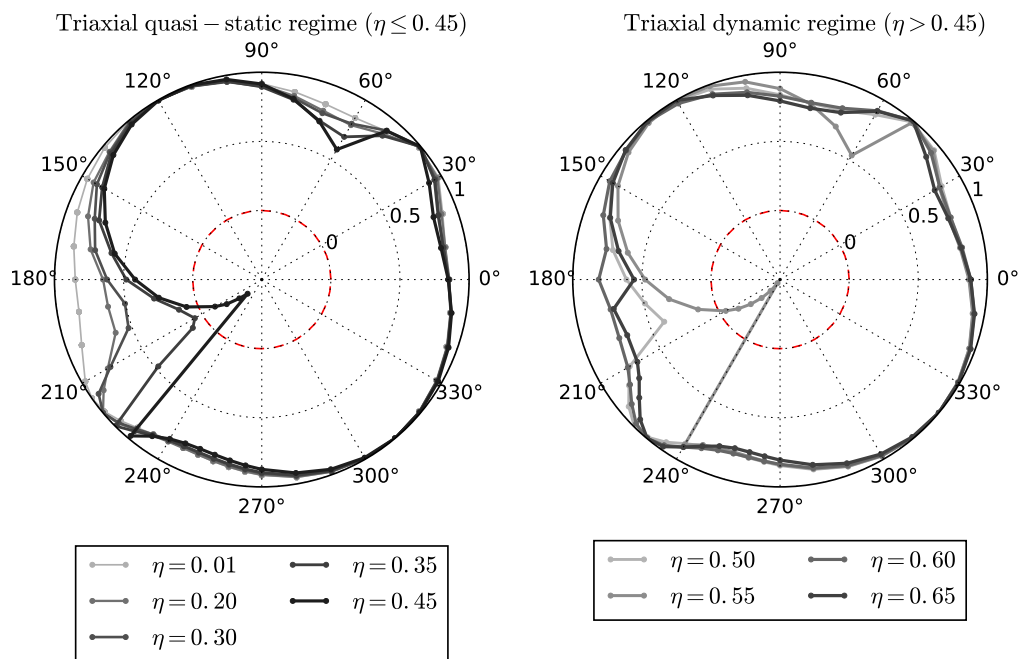 Triaxial quasi − static regime (η ≤ 0.45)
90°
120°
60°
150°
30°
1
0.5
0
180°
0°
210°
330°
240°
300°
270°
η = 0.01
η = 0.35
η = 0.20
η = 0.45
η = 0.30
Triaxial dynamic regime (η > 0.45)
90°
120°
60°
150°
30°
1
0.5
0
180°
0°
210°
330°
240°
300°
270°
η = 0.50
η = 0.60
η = 0.55
η = 0.65